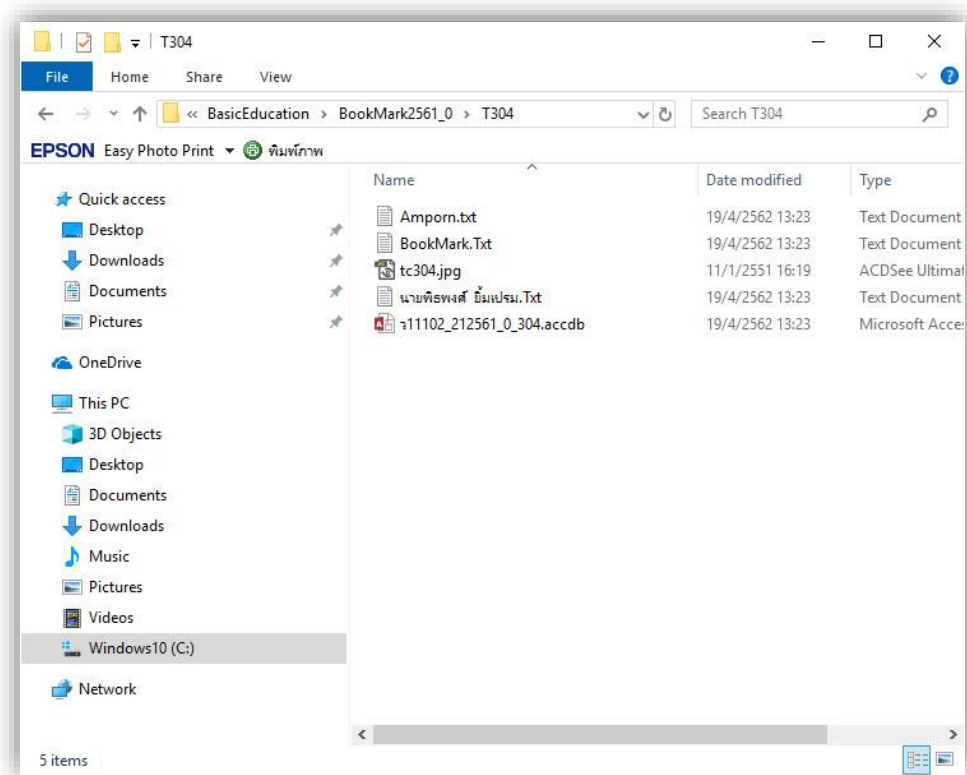 T304
File Home Share View
« BasicEducation › BookMark2561_0 › T304 Search T304
EPSON Easy Photo Print พิมพ์ภาพ
Name Date modified Type
Quick access
Desktop
Downloads
Documents
Pictures
OneDrive
This PC
3D Objects
Desktop
Documents
Downloads
Music
Pictures
Videos
Windows10 (C:)
Network
Amporn.txt 19/4/2562 13:23 Text Document
BookMark.Txt 19/4/2562 13:23 Text Document
tc304.jpg 11/1/2551 16:19 ACDSee Ultimat
นายพิธพงศ์ ยิ้มเปรม.Txt 19/4/2562 13:23 Text Document
ว11102_212561_0_304.accdb 19/4/2562 13:23 Microsoft Acces
5 items